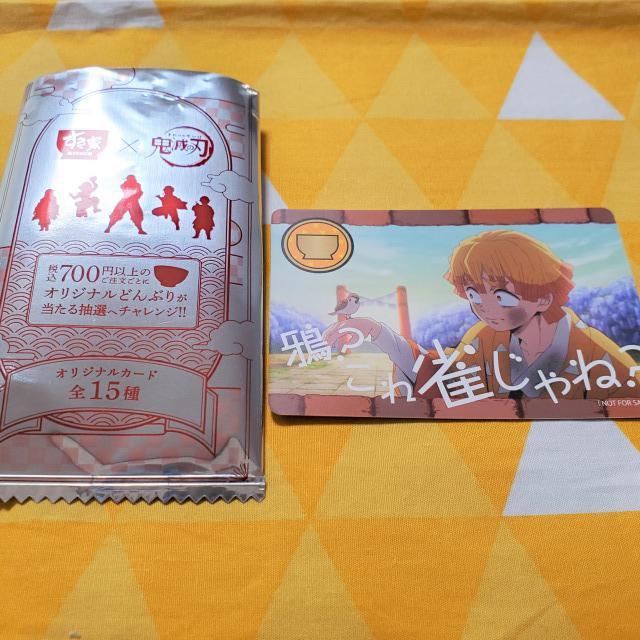 すき家 × 鬼滅の刃
税込700円以上の
ご注文ごとに
オリジナルどんぶりが
当たる抽選へチャレンジ!!
オリジナルカード
全15種
鴉?
これ雀じゃね?
NOT FOR SA